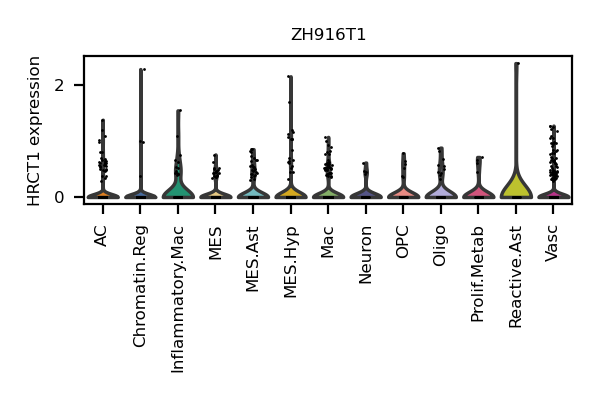 ZH916T1
HRCT1 expression
2
0
AC
Chromatin.Reg
Inflammatory.Mac
MES
MES.Ast
MES.Hyp
Mac
Neuron
OPC
Oligo
Prolif.Metab
Reactive.Ast
Vasc